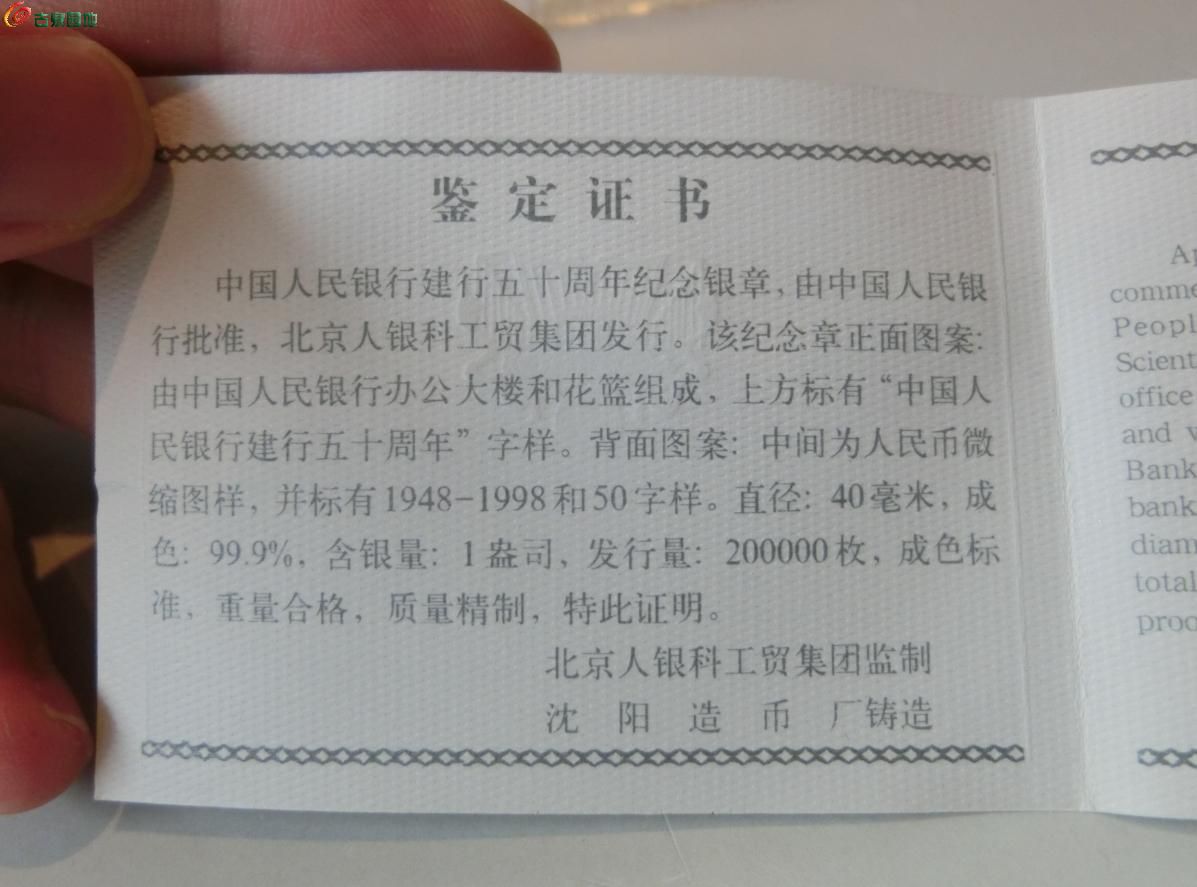 古泉园地
鉴定证书
中国人民银行建行五十周年纪念银章,由中国人民银
行批准，北京人银科工贸集团发行。该纪念章正面图案:
由中国人民银行办公大楼和花篮组成，上方标有“中国人
民银行建行五十周年”字样。背面图案：中间为人民币微
缩图样，并标有1948-1998和50字样。直径：40毫米，成
色：99.9%，含银量：1盎司，发行量：200000枚，成色标
准，重量合格，质量精制，特此证明。
北京人银科工贸集团监制
沈阳造币厂铸造
comme
Peopl
Scient
office
and
Bank
bank
diam
total
proo